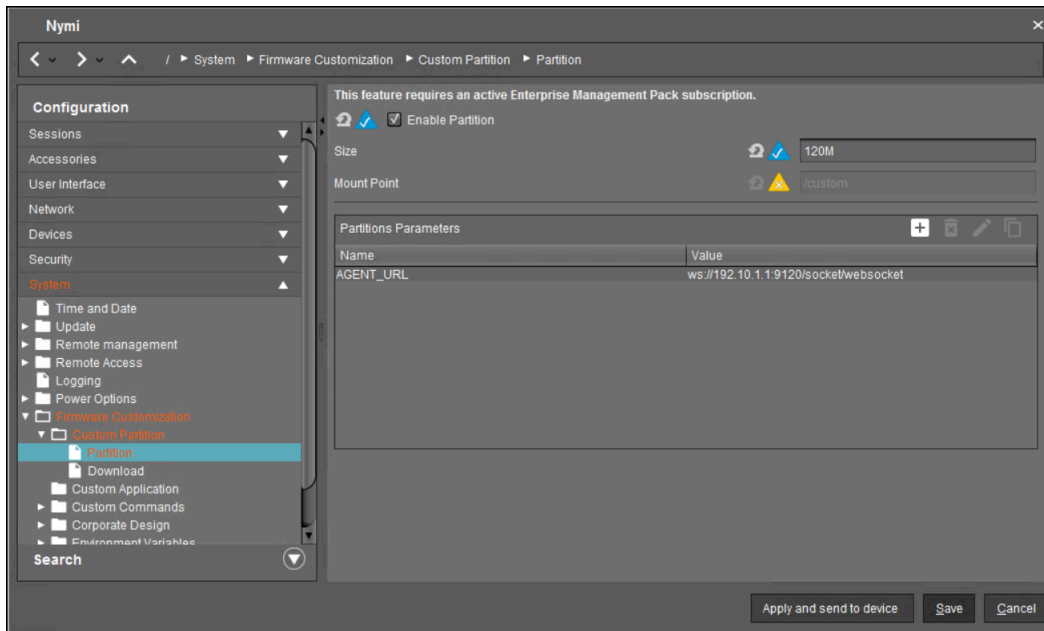 Nymi
/ System Firmware Customization Custom Partition Partition
Configuration
Sessions
Accessories
User Interface
Network
Devices
Security
System
Time and Date
Update
Remote management
Remote Access
Logging
Power Options
Firmware Customization
Custom Partition
Partition
Download
Custom Application
Custom Commands
Corporate Design
Environment Variables
Search
This feature requires an active Enterprise Management Pack subscription.
Enable Partition
Size 120M
Mount Point /custom
Partitions Parameters
Name Value
AGENT_URL ws://192.10.1.1:9120/socket/websocket
Apply and send to device Save Cancel